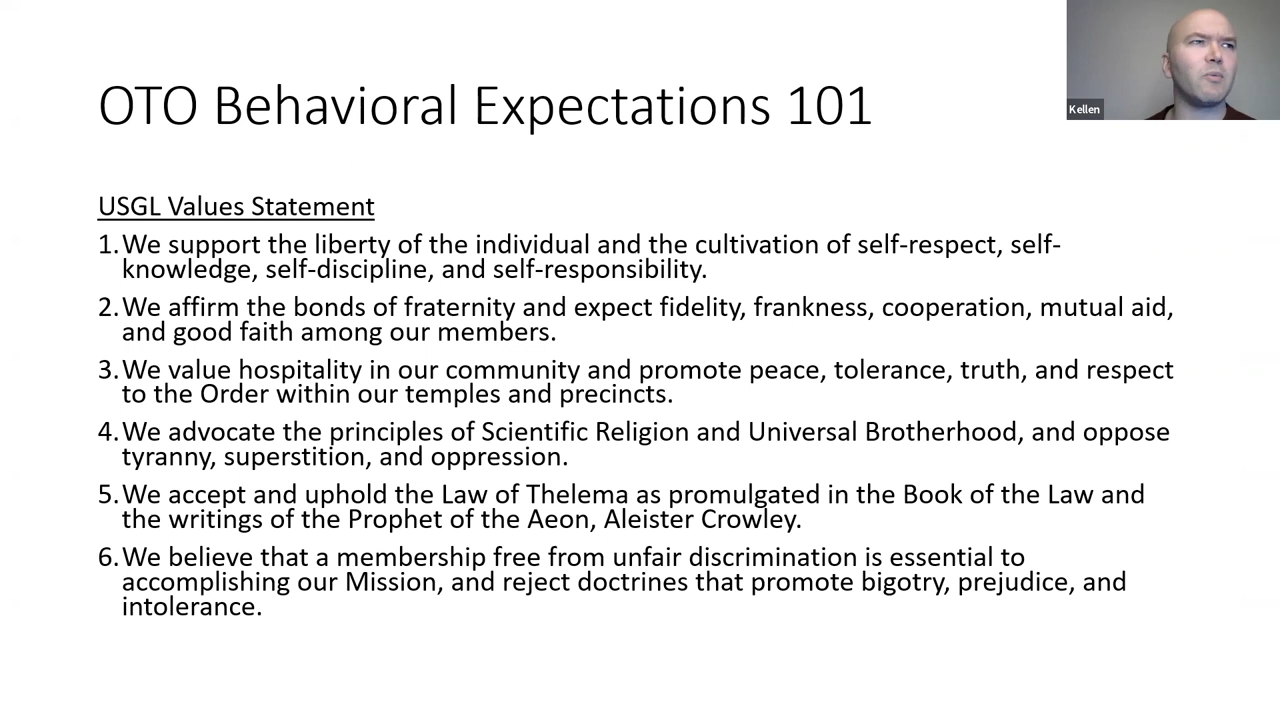 OTO Behavioral Expectations 101
Kellen
USGL Values Statement
1. We support the liberty of the individual and the cultivation of self-respect, self-
knowledge, self-discipline, and self-responsibility.
2. We affirm the bonds of fraternity and expect fidelity, frankness, cooperation, mutual aid,
and good faith among our members.
3. We value hospitality in our community and promote peace, tolerance, truth, and respect
to the Order within our temples and precincts.
4. We advocate the principles of Scientific Religion and Universal Brotherhood, and oppose
tyranny, superstition, and oppression.
5. We accept and uphold the Law of Thelema as promulgated in the Book of the Law and
the writings of the Prophet of the Aeon, Aleister Crowley.
6. We believe that a membership free from unfair discrimination is essential to
accomplishing our Mission, and reject doctrines that promote bigotry, prejudice, and
intolerance.